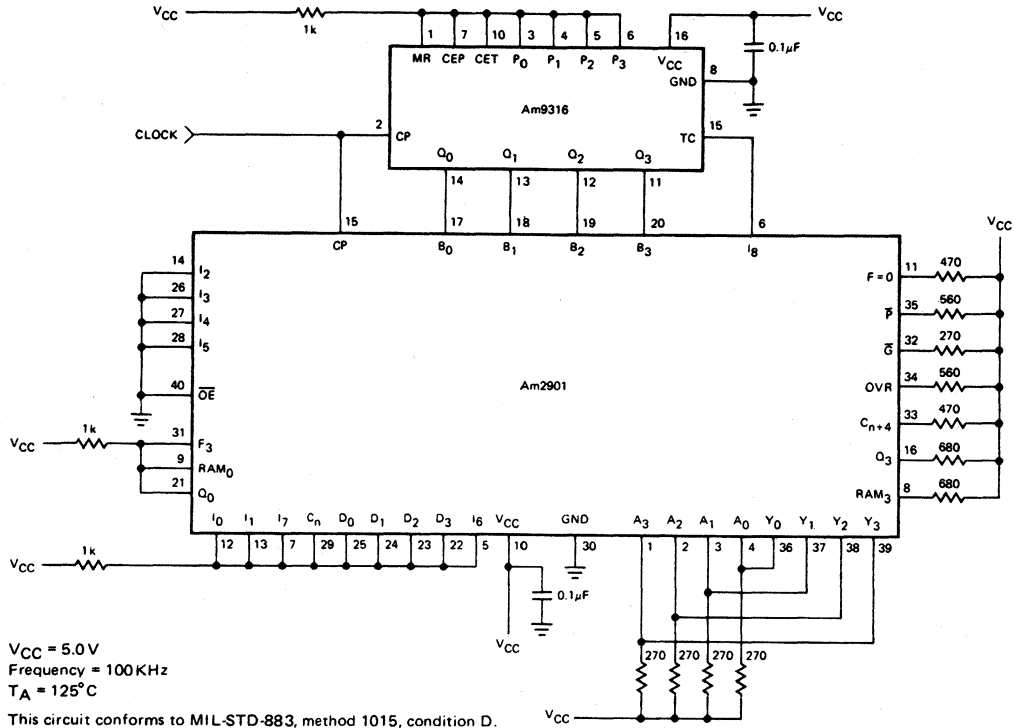 VCC 1k VCC
1 7 10 3 4 5 6 16 0.1µF
MR CEP CET P0 P1 P2 P3 VCC
GND 8
Am9316
CLOCK 2 CP TC 15
Q0 Q1 Q2 Q3
14 13 12 11
15 17 18 19 20 6 VCC
CP B0 B1 B2 B3 I8
14 I2 F = 0 11 470
26 I3 P̅ 35 560
27 I4
28 I5 G̅ 32 270
40 O̅E̅ Am2901 OVR 34 560
Cn+4 33 470
VCC 1k 31 F3
9 RAM0 Q3 16 680
21 Q0 RAM3 8 680
I0 I1 I7 Cn D0 D1 D2 D3 I6 VCC GND A3 A2 A1 A0 Y0 Y1 Y2 Y3
12 13 7 29 25 24 23 22 5 10 30 1 2 3 4 36 37 38 39
VCC 1k
0.1µF
VCC
270 270 270 270
VCC
VCC = 5.0 V
Frequency = 100 KHz
TA = 125°C
This circuit conforms to MIL-STD-883, method 1015, condition D.